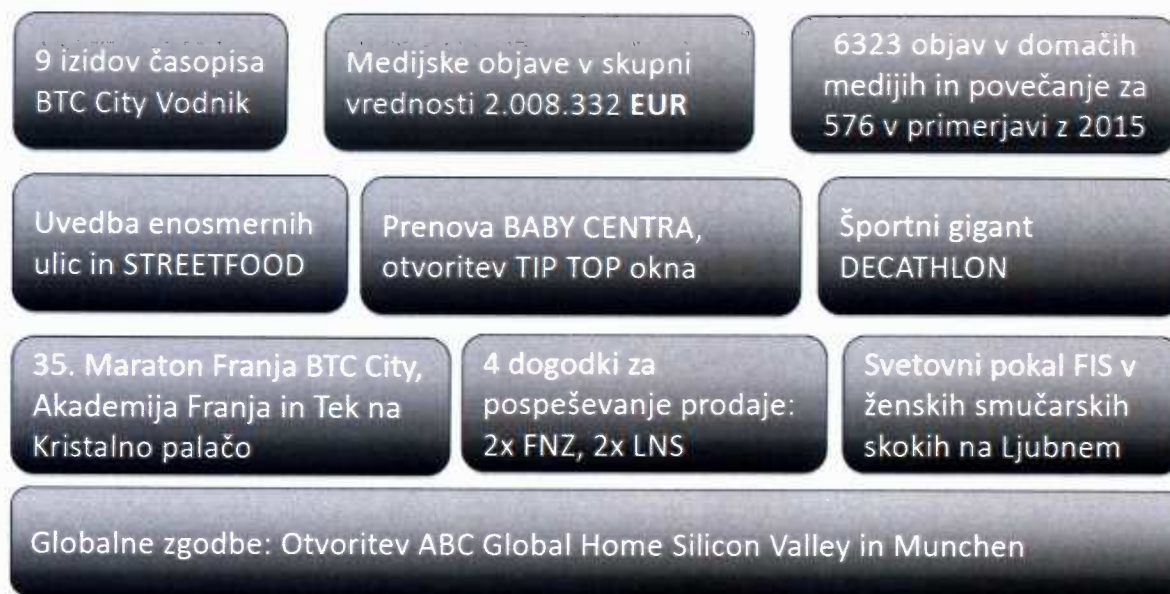 9 izidov časopisa
BTC City Vodnik
Medijske objave v skupni
vrednosti 2.008.332 EUR
6323 objav v domačih
medijih in povečanje za
576 v primerjavi z 2015
Uvedba enosmernih
ulic in STREETFOOD
Prenova BABY CENTRA,
otvoritev TIP TOP okna
Športni gigant
DECATHLON
35. Maraton Franja BTC City,
Akademija Franja in Tek na
Kristalno palačo
4 dogodki za
pospeševanje prodaje:
2x FNZ, 2x LNS
Svetovni pokal FIS v
ženskih smučarskih
skokih na Ljubnem
Globalne zgodbe: Otvoritev ABC Global Home Silicon Valley in Munchen